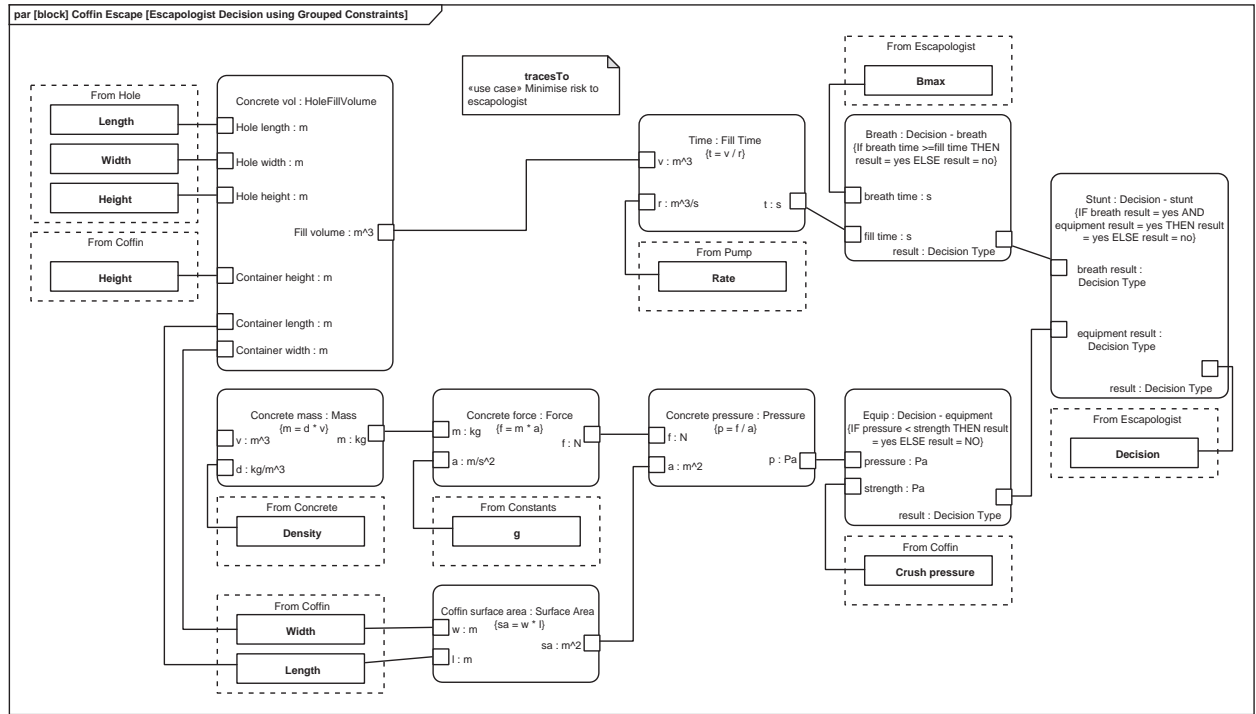 par [block] Coffin Escape [Escapologist Decision using Grouped Constraints]
From Hole
Length
Width
Height
From Coffin
Height
Concrete vol : HoleFillVolume
Hole length : m
Hole width : m
Hole height : m
Fill volume : m^3
Container height : m
Container length : m
Container width : m
tracesTo
«use case» Minimise risk to
escapologist
Time : Fill Time
{t = v / r}
v : m^3
r : m^3/s
t : s
From Pump
Rate
From Escapologist
Bmax
Breath : Decision - breath
{If breath time >=fill time THEN
result = yes ELSE result = no}
breath time : s
fill time : s
result : Decision Type
Stunt : Decision - stunt
{IF breath result = yes AND
equipment result = yes THEN result
= yes ELSE result = no}
breath result :
Decision Type
equipment result :
Decision Type
result : Decision Type
From Escapologist
Decision
Concrete mass : Mass
{m = d * v}
v : m^3
m : kg
d : kg/m^3
From Concrete
Density
Concrete force : Force
{f = m * a}
m : kg
f : N
a : m/s^2
From Constants
g
Concrete pressure : Pressure
{p = f / a}
f : N
p : Pa
a : m^2
Equip : Decision - equipment
{IF pressure < strength THEN result
= yes ELSE result = NO}
pressure : Pa
strength : Pa
result : Decision Type
From Coffin
Crush pressure
From Coffin
Width
Length
Coffin surface area : Surface Area
{sa = w * l}
w : m
sa : m^2
l : m